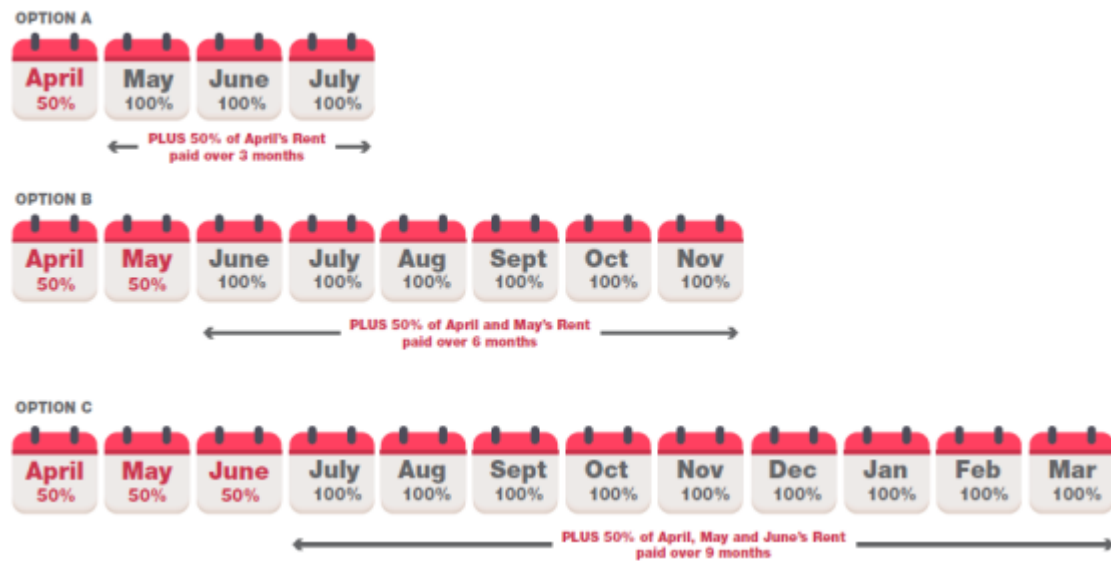 OPTION A
April May June July
50% 100% 100% 100%
PLUS 50% of April's Rent
paid over 3 months
OPTION B
April May June July Aug Sept Oct Nov
50% 50% 100% 100% 100% 100% 100% 100%
PLUS 50% of April and May's Rent
paid over 6 months
OPTION C
April May June July Aug Sept Oct Nov Dec Jan Feb Mar
50% 50% 50% 100% 100% 100% 100% 100% 100% 100% 100% 100%
PLUS 50% of April, May and June's Rent
paid over 9 months